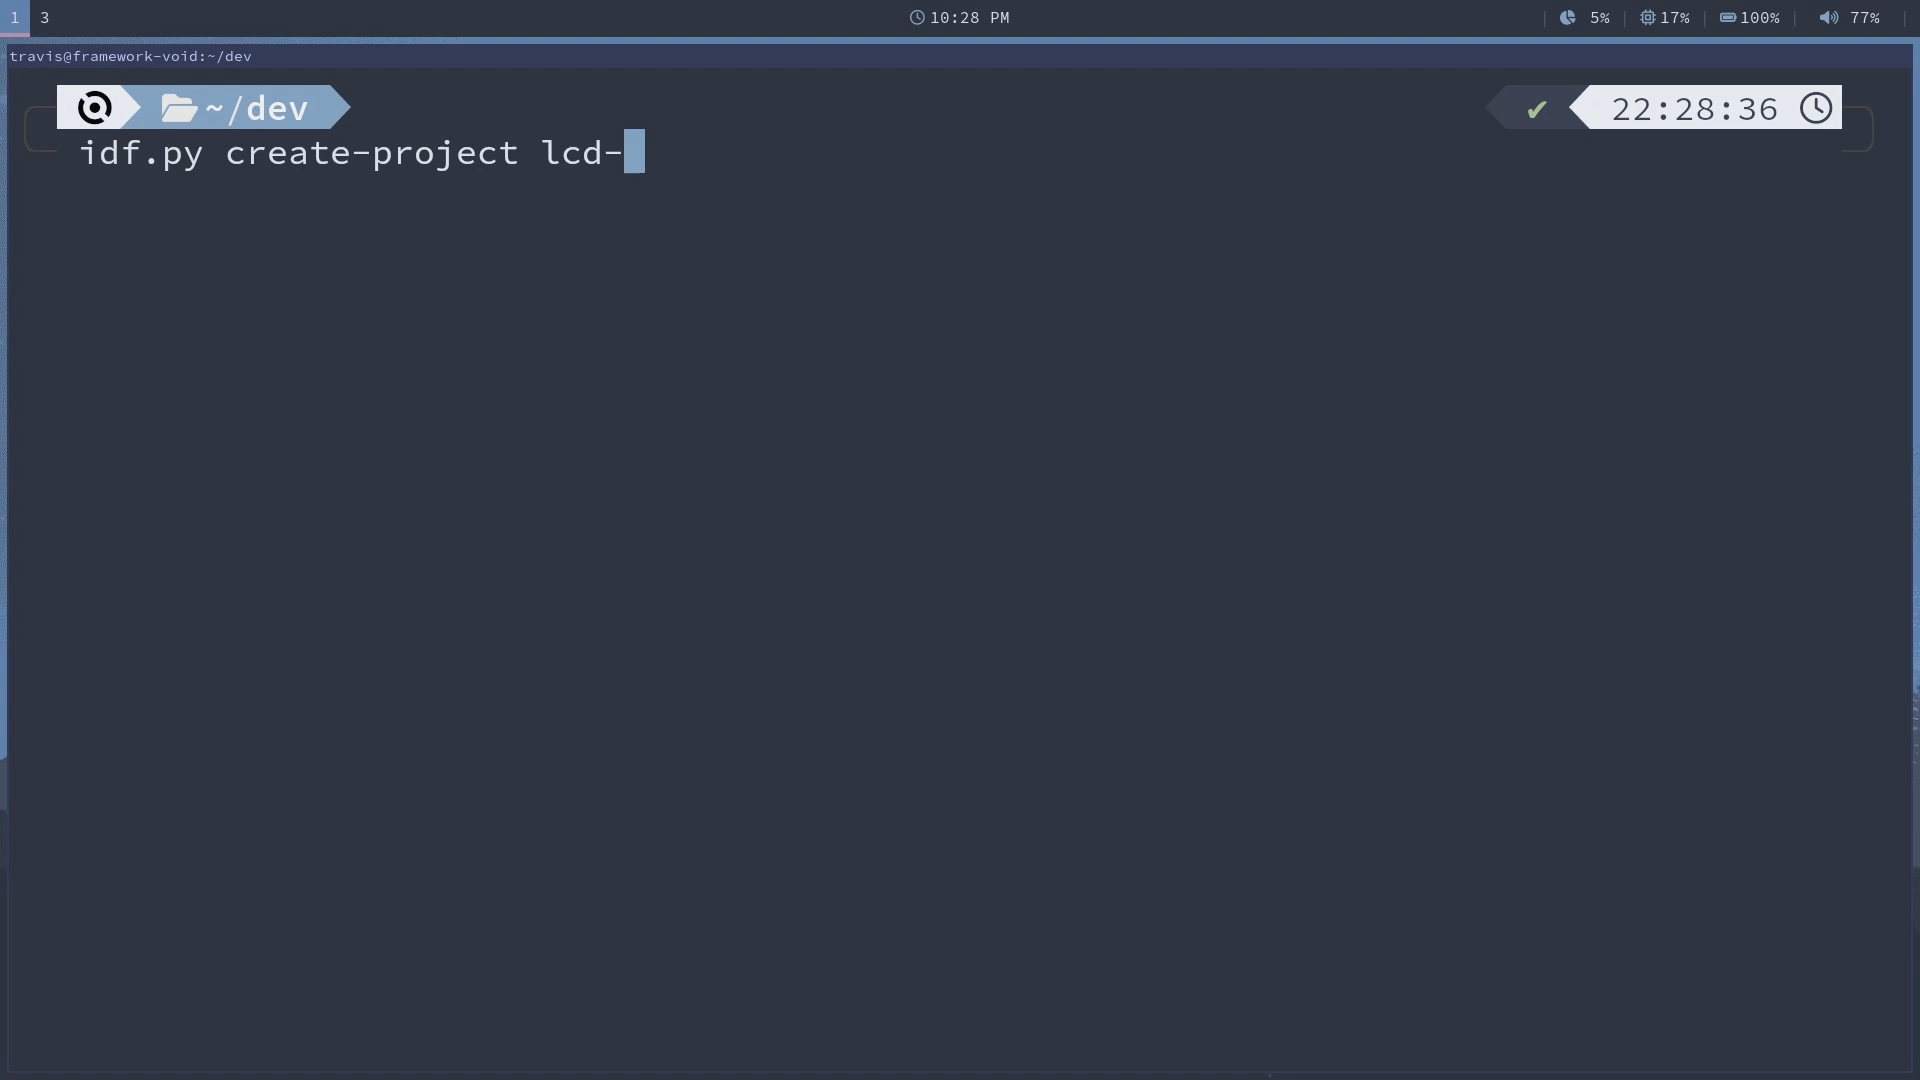 1 3 10:28 PM 5% 17% 100% 77%
travis@framework-void:~/dev
~/dev ✔ 22:28:36
idf.py create-project lcd-